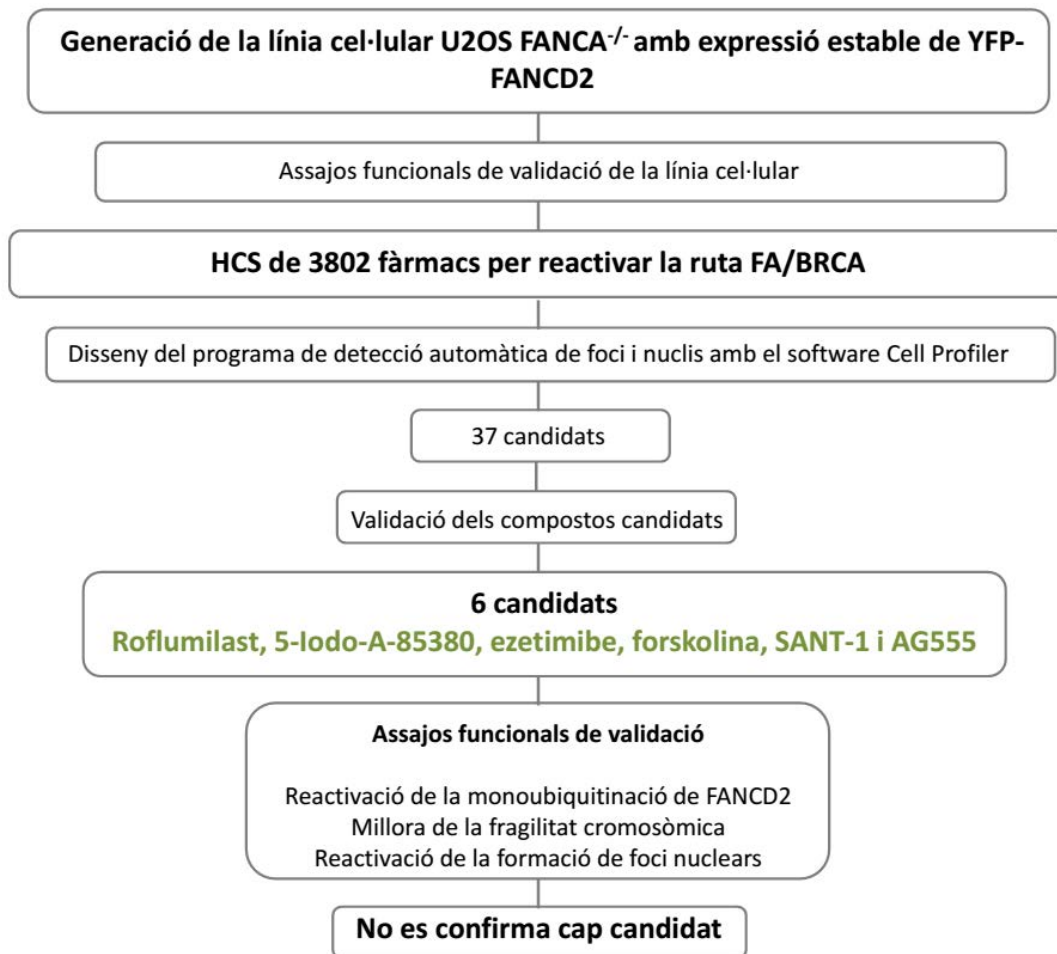 Generació de la línia cel·lular U2OS FANCA-/- amb expressió estable de YFP-
FANCD2
Assajos funcionals de validació de la línia cel·lular
HCS de 3802 fàrmacs per reactivar la ruta FA/BRCA
Disseny del programa de detecció automàtica de foci i nuclis amb el software Cell Profiler
37 candidats
Validació dels compostos candidats
6 candidats
Roflumilast, 5-Iodo-A-85380, ezetimibe, forskolina, SANT-1 i AG555
Assajos funcionals de validació
Reactivació de la monoubiquitinació de FANCD2
Millora de la fragilitat cromosòmica
Reactivació de la formació de foci nuclears
No es confirma cap candidat